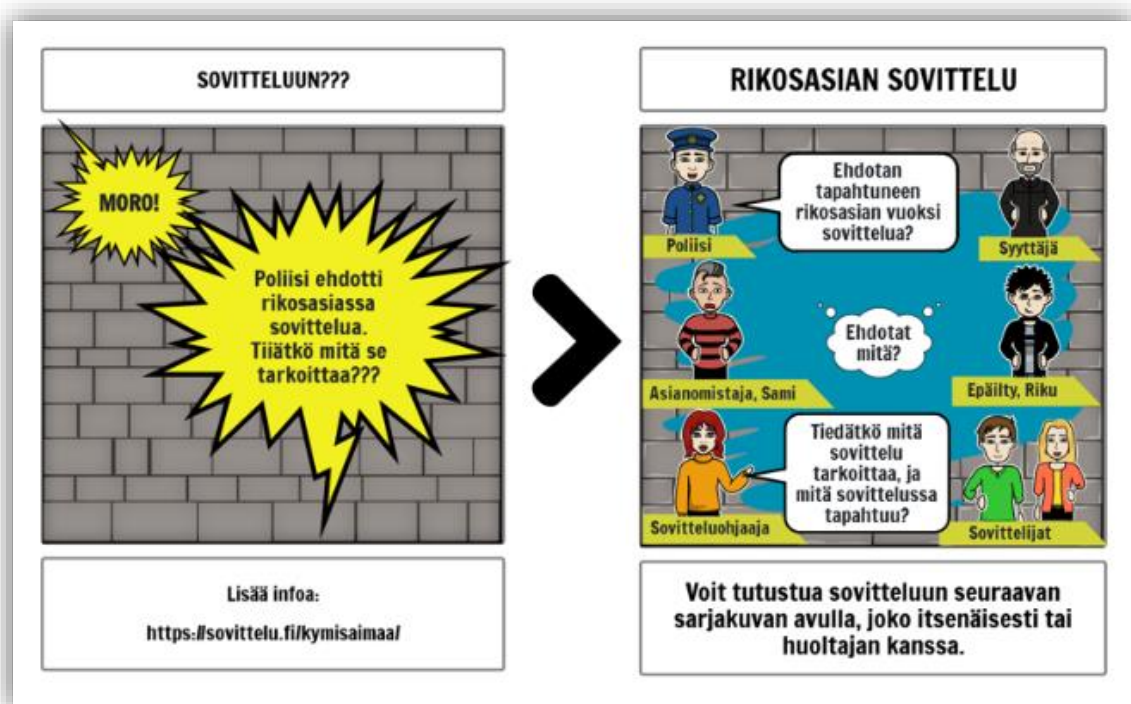 SOVITTELUUN???
MORO!
Poliisi ehdotti
rikosasiassa
sovittelua.
Tiiätkö mitä se
tarkoittaa???
Lisää infoa:
https://sovittelu.fi/kymisaimaa/
RIKOSASIAN SOVITTELU
Ehdotan
tapahtuneen
rikosasian vuoksi
sovittelua?
Poliisi
Syyttäjä
Ehdotat
mitä?
Asianomistaja, Sami
Epäilty, Riku
Tiedätkö mitä
sovittelu
tarkoittaa, ja
mitä sovittelussa
tapahtuu?
Sovitteluohjaaja
Sovittelijat
Voit tutustua sovitteluun seuraavan
sarjakuvan avulla, joko itsenäisesti tai
huoltajan kanssa.